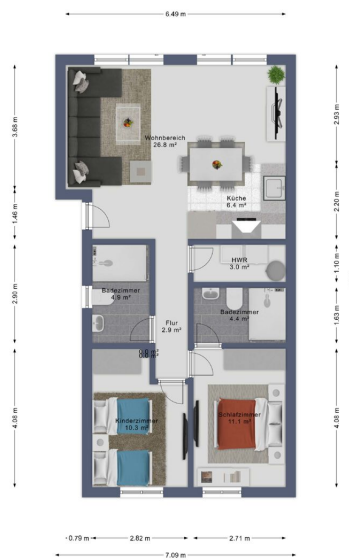 6.49 m
3.68 m
2.93 m
Wohnbereich
26.8 m²
Küche
6.4 m²
1.46 m
2.20 m
HWR
3.0 m²
1.10 m
Badezimmer
4.9 m²
2.90 m
Badezimmer
4.4 m²
1.63 m
Flur
2.9 m²
Kinderzimmer
10.3 m²
Schlafzimmer
11.1 m²
4.08 m
4.08 m
0.79 m
2.82 m
2.71 m
7.09 m